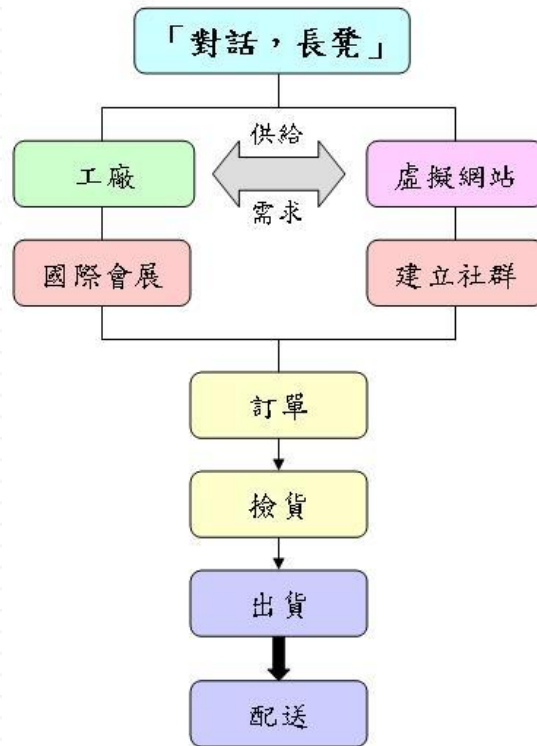 「對話，長凳」
供給
工廠
虛擬網站
需求
國際會展
建立社群
訂單
撿貨
出貨
配送